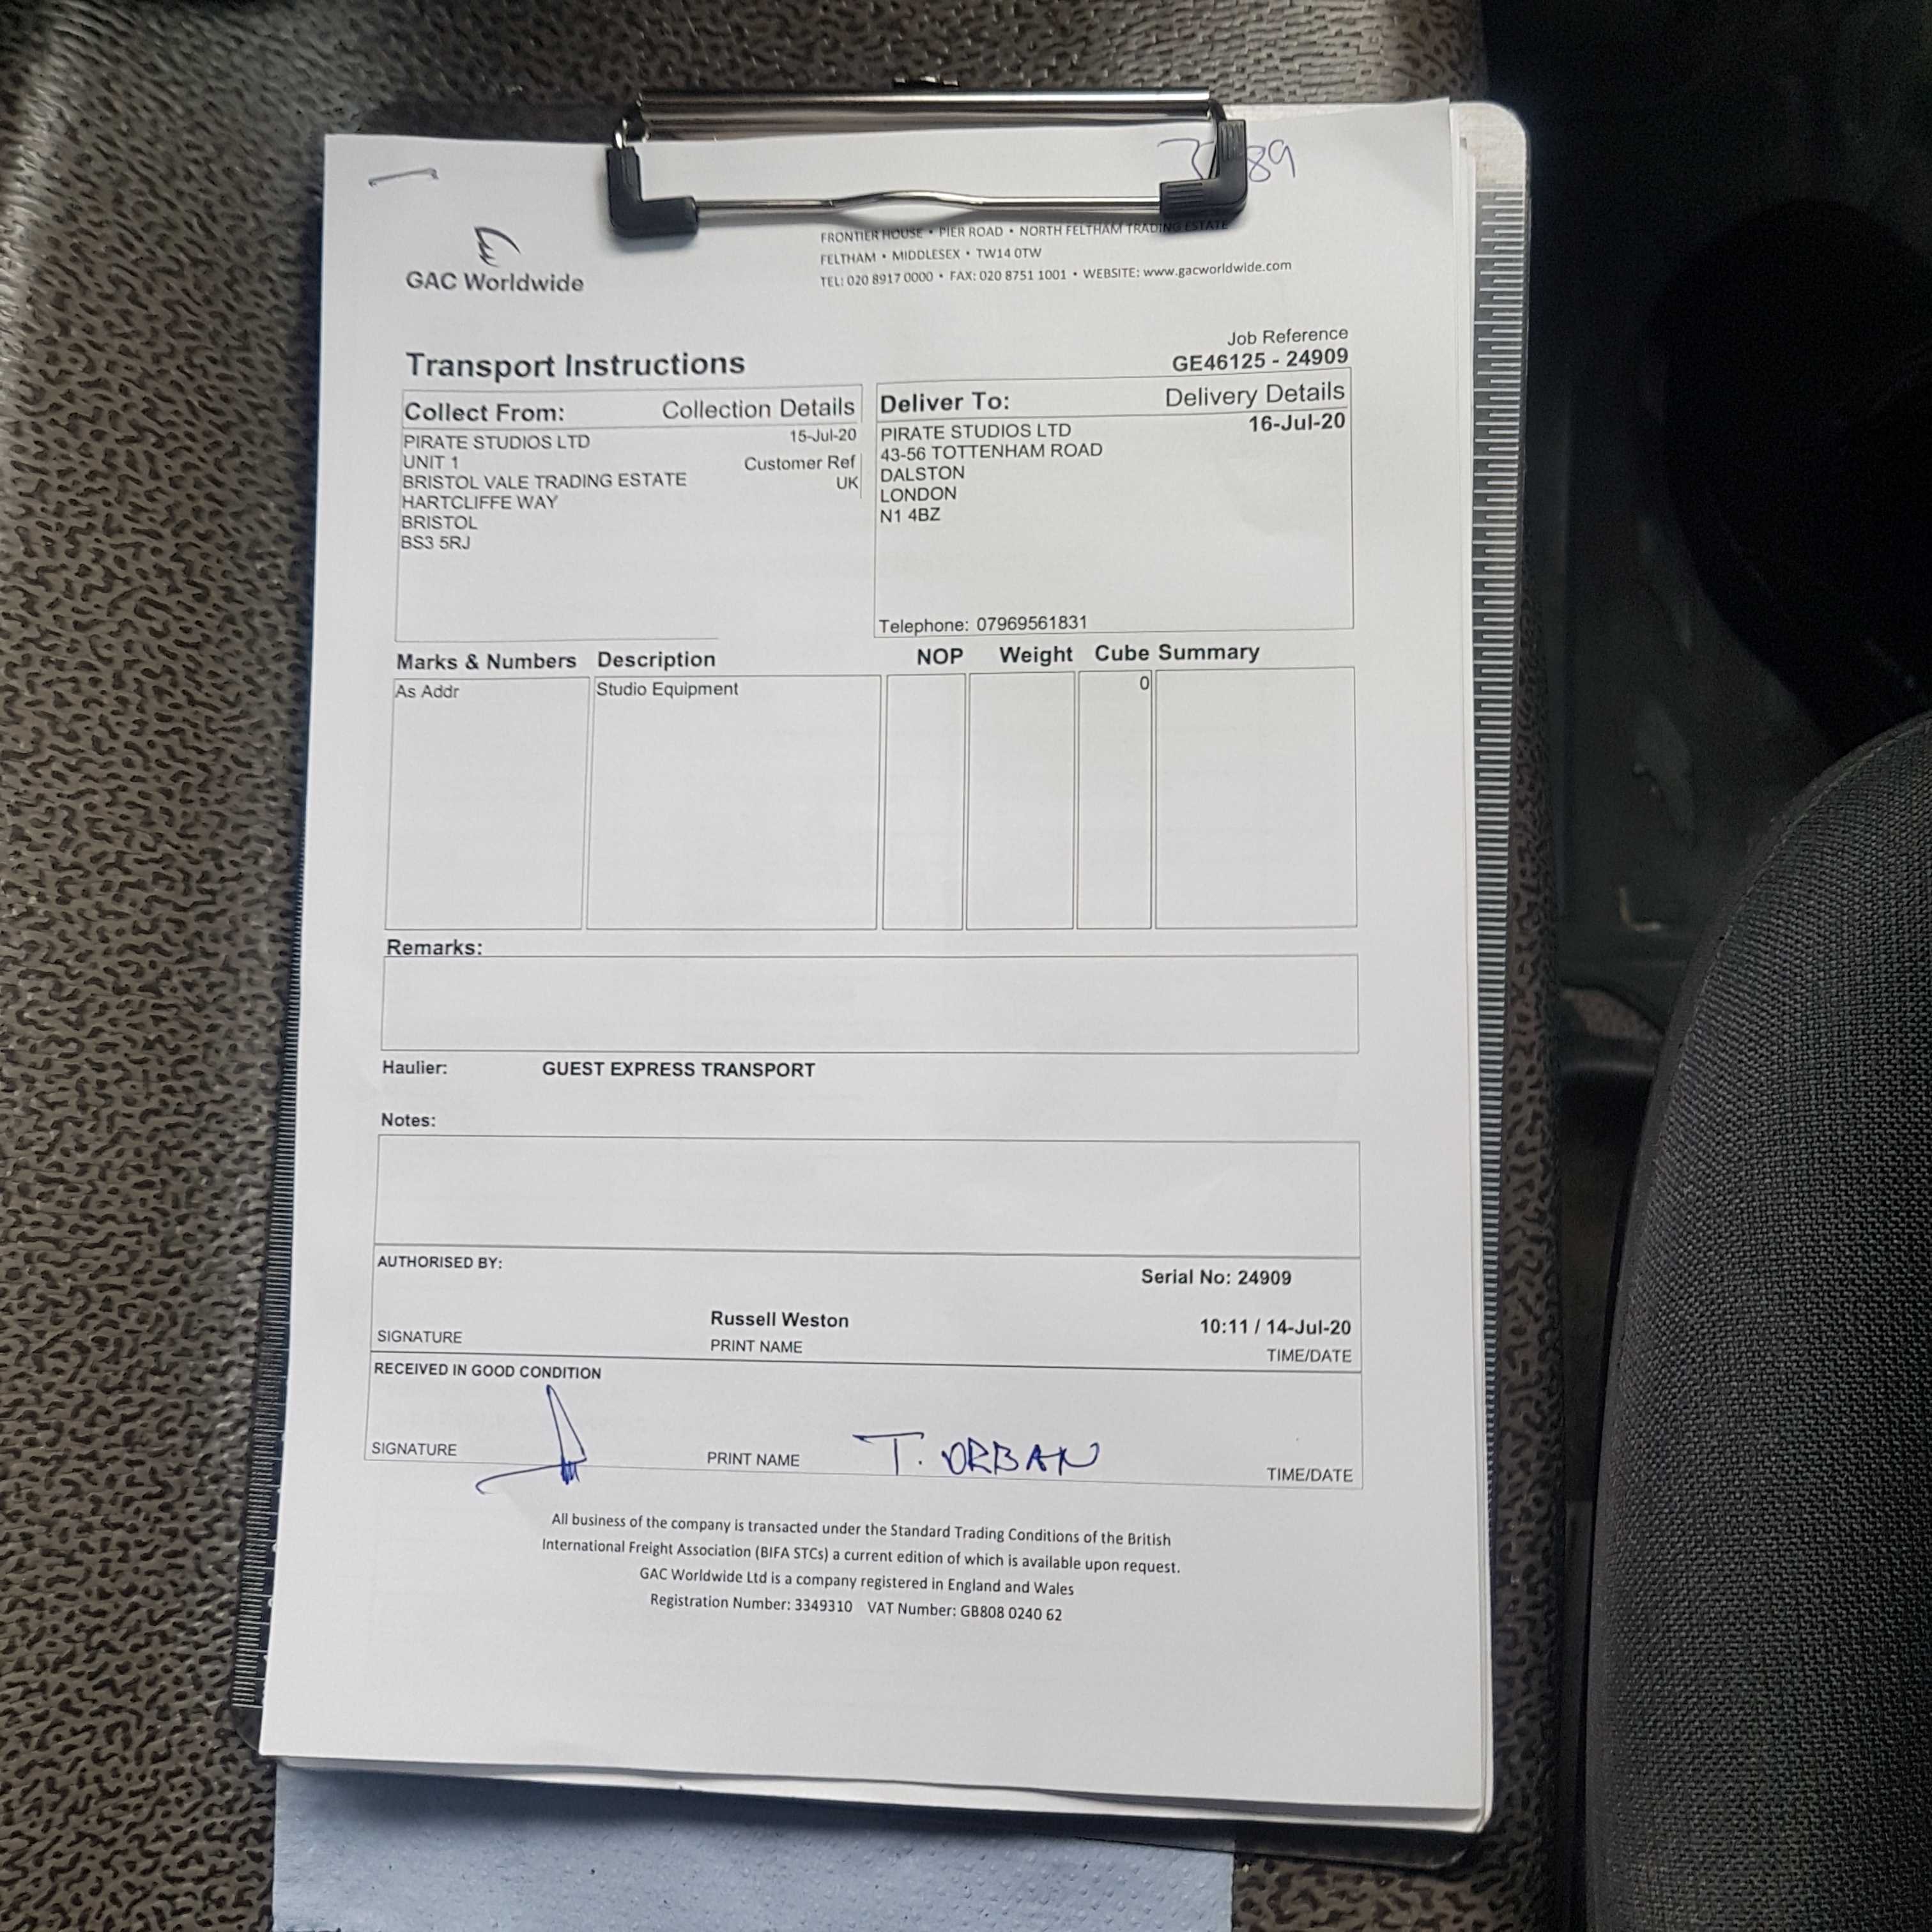 89
GAC Worldwide
FRONTIER HOUSE • PIER ROAD • NORTH FELTHAM TRADING ESTATE
FELTHAM • MIDDLESEX • TW14 0TW
TEL: 020 8917 0000 • FAX: 020 8751 1001 • WEBSITE: www.gacworldwide.com
Job Reference
Transport Instructions
GE46125 - 24909
Collect From: Collection Details
15-Jul-20
PIRATE STUDIOS LTD
UNIT 1
Customer Ref
BRISTOL VALE TRADING ESTATE
UK
HARTCLIFFE WAY
BRISTOL
BS3 5RJ
Deliver To: Delivery Details
16-Jul-20
PIRATE STUDIOS LTD
43-56 TOTTENHAM ROAD
DALSTON
LONDON
N1 4BZ
Telephone: 07969561831
Marks & Numbers Description NOP Weight Cube Summary
As Addr Studio Equipment 0
Remarks:
Haulier: GUEST EXPRESS TRANSPORT
Notes:
AUTHORISED BY:
Serial No: 24909
Russell Weston 10:11 / 14-Jul-20
SIGNATURE PRINT NAME TIME/DATE
RECEIVED IN GOOD CONDITION
SIGNATURE PRINT NAME T. ORBAN TIME/DATE
All business of the company is transacted under the Standard Trading Conditions of the British
International Freight Association (BIFA STCs) a current edition of which is available upon request.
GAC Worldwide Ltd is a company registered in England and Wales
Registration Number: 3349310 VAT Number: GB808 0240 62